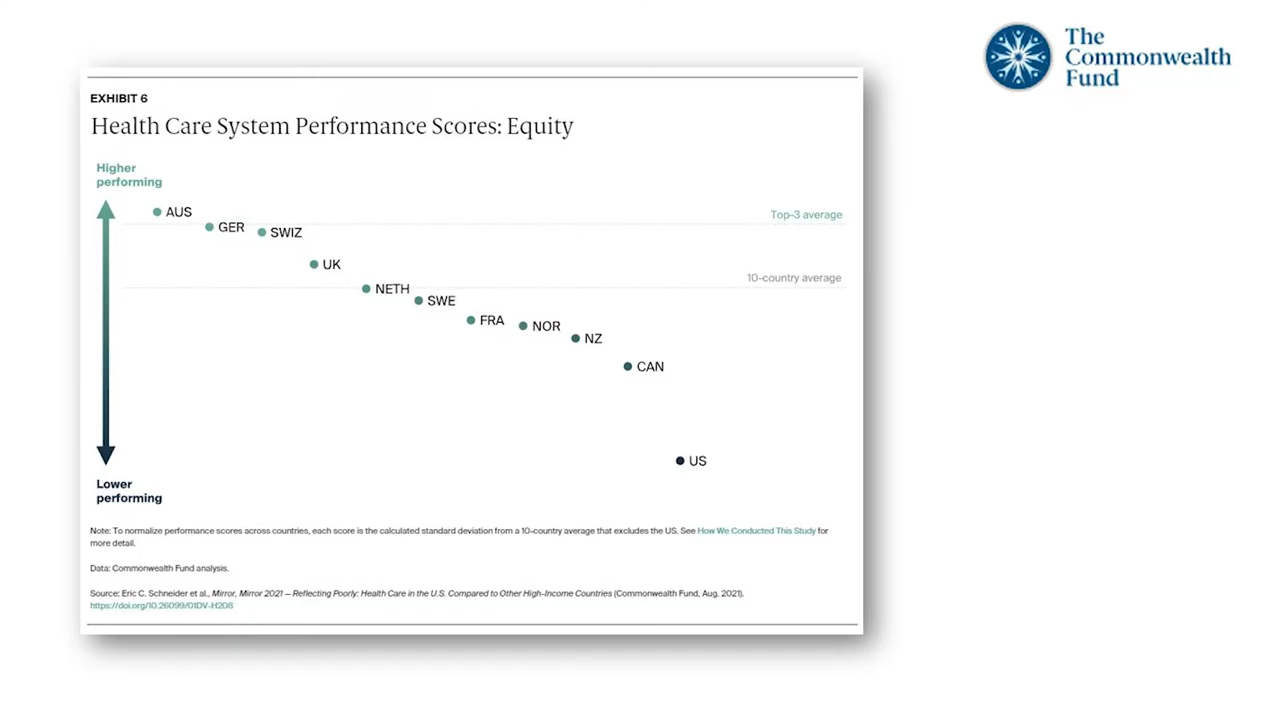 The
Commonwealth
Fund
EXHIBIT 6
Health Care System Performance Scores: Equity
Higher
performing
AUS
Top-3 average
GER
SWIZ
UK
10-country average
NETH
SWE
FRA
NOR
NZ
CAN
US
Lower
performing
Note: To normalize performance scores across countries, each score is the calculated standard deviation from a 10-country average that excludes the US. See How We Conducted This Study for
more detail.
Data: Commonwealth Fund analysis.
Source: Eric C. Schneider et al., Mirror, Mirror 2021 — Reflecting Poorly: Health Care in the U.S. Compared to Other High-Income Countries (Commonwealth Fund, Aug. 2021).
https://doi.org/10.26099/01DV-H208